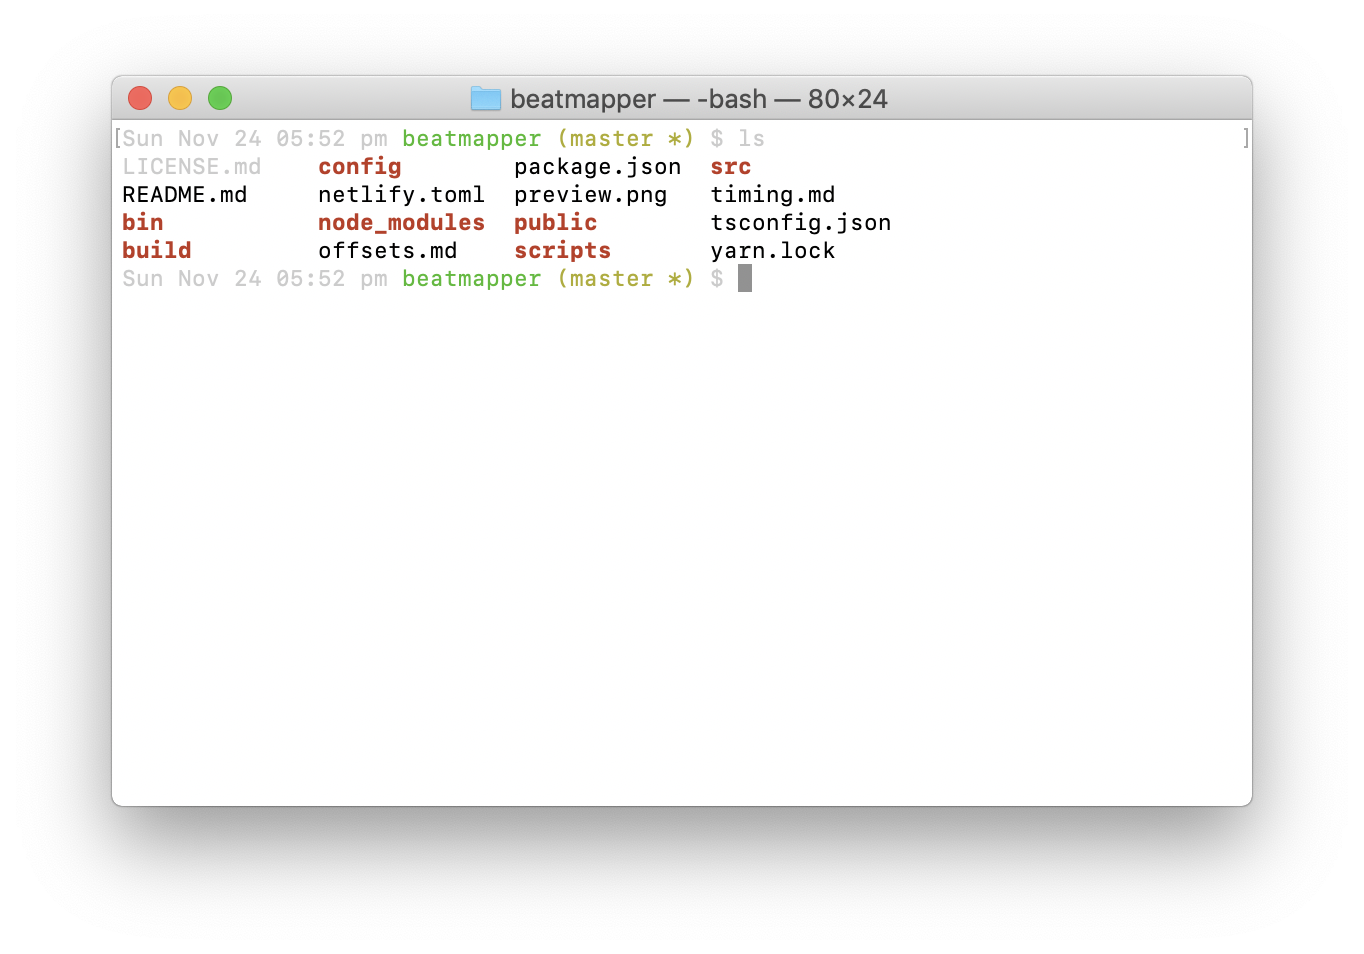 beatmapper — -bash — 80×24
[Sun Nov 24 05:52 pm beatmapper (master *) $ ls ]
LICENSE.md config package.json src
README.md netlify.toml preview.png timing.md
bin node_modules public tsconfig.json
build offsets.md scripts yarn.lock
Sun Nov 24 05:52 pm beatmapper (master *) $